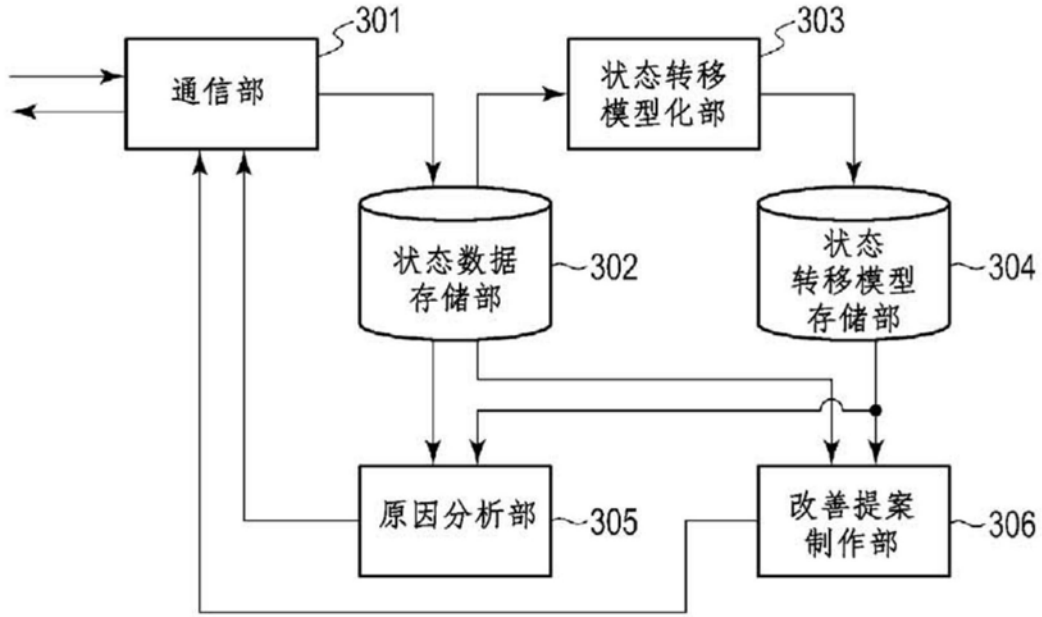 301
通信部
303
状态转移
模型化部
状态数据
存储部
302
状态
转移模型
存储部
304
原因分析部
305
改善提案
制作部
306